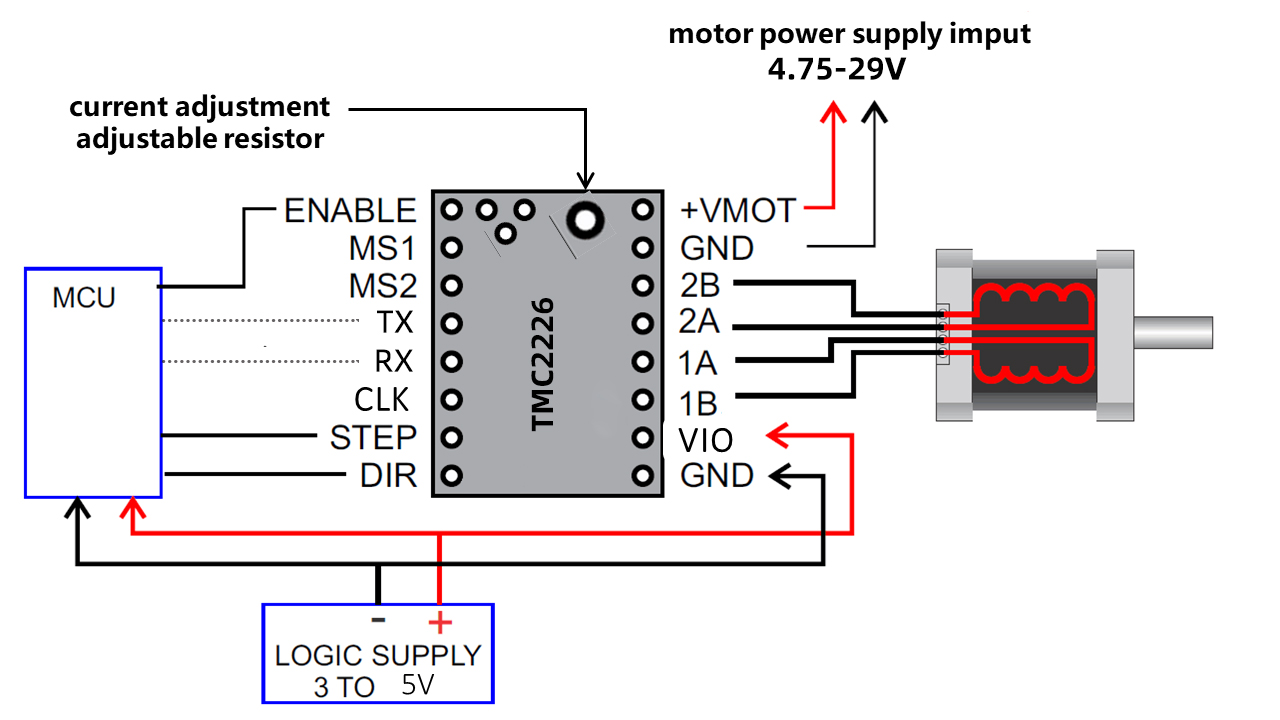 motor power supply imput
4.75-29V
current adjustment
adjustable resistor
ENABLE
MS1
MS2
TX
RX
CLK
STEP
DIR
MCU
TMC2226
+VMOT
GND
2B
2A
1A
1B
VIO
GND
- +
LOGIC SUPPLY
3 TO 5V